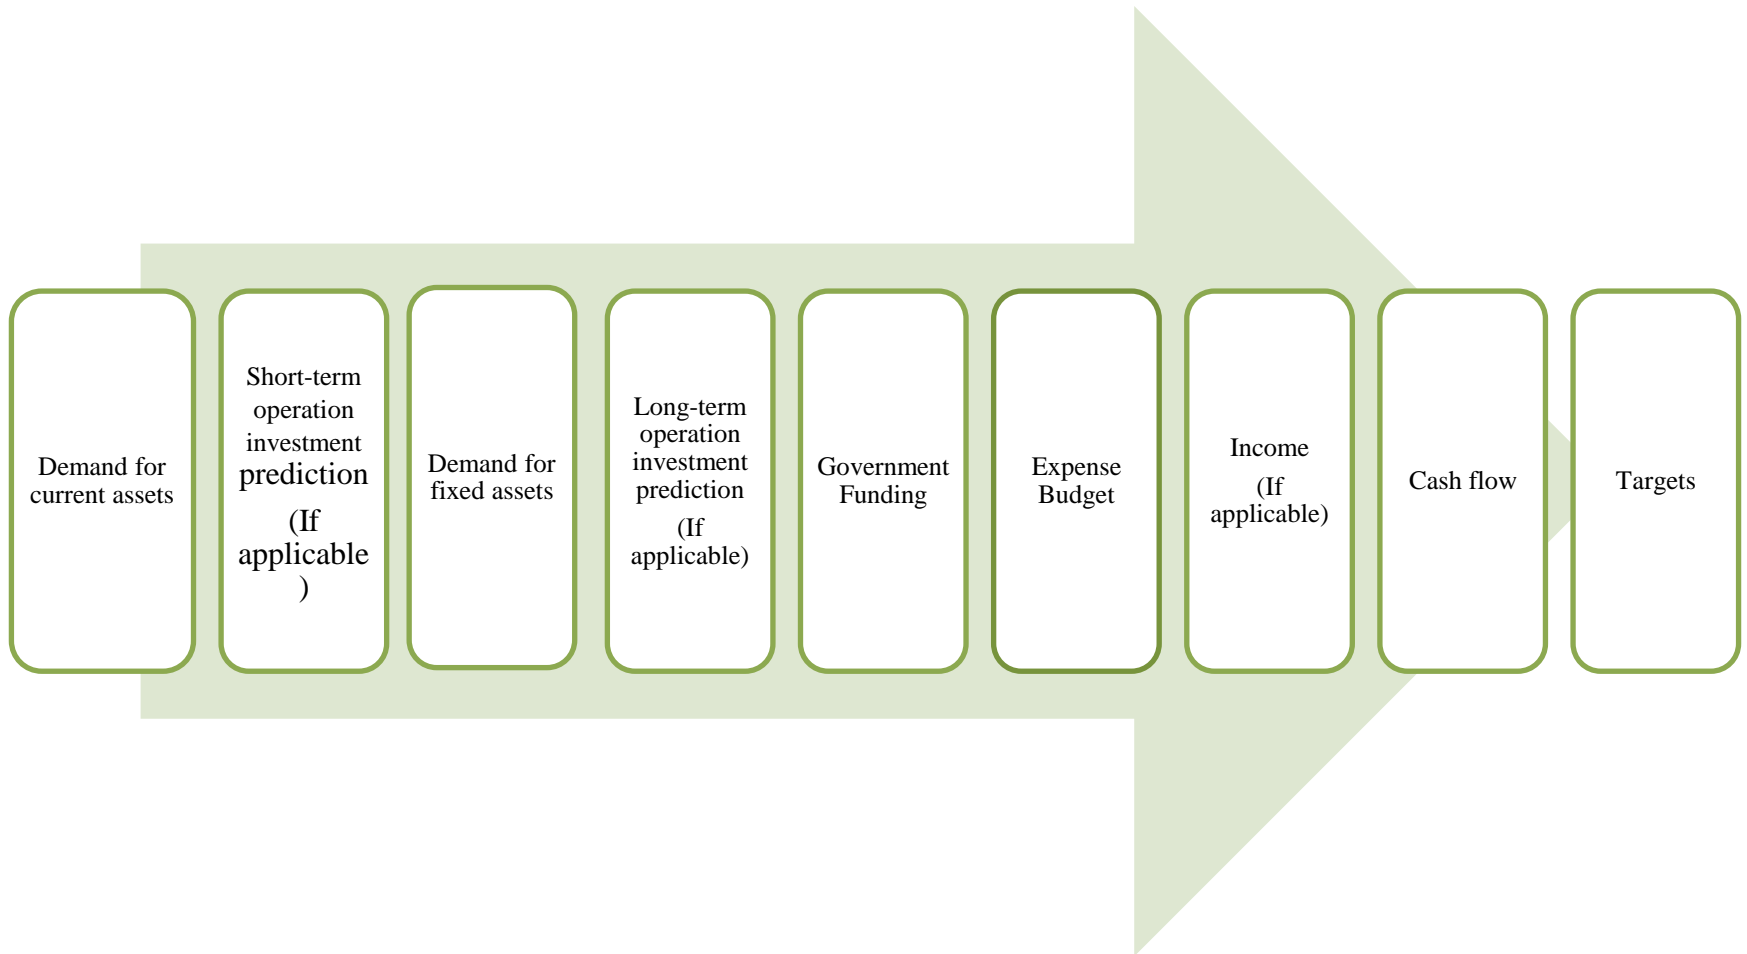 Demand for
current assets
Short-term
operation
investment
prediction
(If
applicable
)
Demand for
fixed assets
Long-term
operation
investment
prediction
(If
applicable)
Government
Funding
Expense
Budget
Income
(If
applicable)
Cash flow
Targets